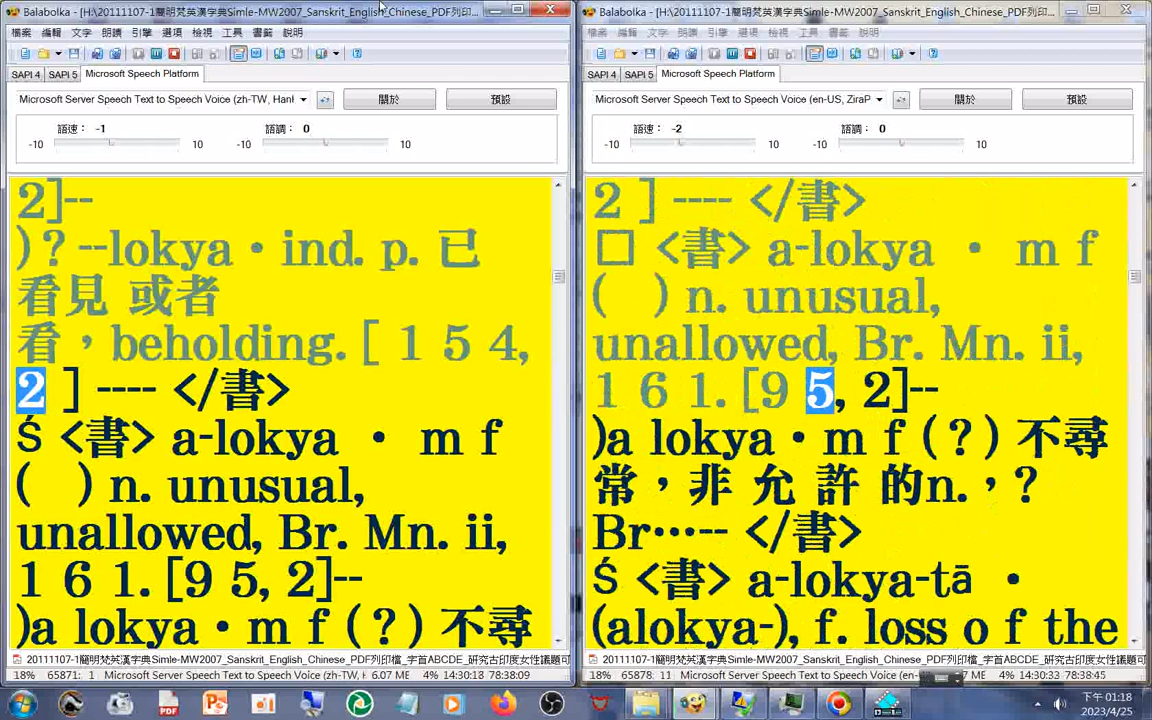 Balabolka - [H:\20111107-1簡明梵英漢字典Simle-MW2007_Sanskrit_English_Chinese_PDF列印...
檔案 編輯 文字 朗讀 引擎 選項 檢視 工具 書籤 說明
SAPI 4 SAPI 5 Microsoft Speech Platform
Microsoft Server Speech Text to Speech Voice (zh-TW, Hanl
關於 預設
語速： -1 語調： 0
-10 10 -10 10
2]--
)？--lokya・ind. p. 已
看見 或者
看，beholding. [ 1 5 4,
2 ] ---- </書>
Ś <書> a-lokya ・ m f
( ) n. unusual,
unallowed, Br. Mn. ii,
1 6 1. [9 5, 2]--
)a lokya・m f (？) 不尋
20111107-1簡明梵英漢字典Simle-MW2007_Sanskrit_English_Chinese_PDF列印檔_字首ABCDE_研究古印度女性議題可
18% 65871: 1 Microsoft Server Speech Text to Speech Voice (zh-TW, H 6.07 ME 4% 14:30:18 78:38:09
Balabolka - [H:\20111107-1簡明梵英漢字典Simle-MW2007_Sanskrit_English_Chinese_PDF列印...
檔案 編輯 文字 朗讀 引擎 選項 檢視 工具 書籤 說明
SAPI 4 SAPI 5 Microsoft Speech Platform
Microsoft Server Speech Text to Speech Voice (en-US, ZiraP
關於 預設
語速： -2 語調： 0
-10 10 -10 10
2 ] ---- </書>
□ <書> a-lokya ・ m f
( ) n. unusual,
unallowed, Br. Mn. ii,
1 6 1. [9 5, 2]--
)a lokya・m f (？) 不尋
常，非 允 許 的n.，？
Br…-- </書>
Ś <書> a-lokya-tā ・
(alokya-), f. loss o f the
20111107-1簡明梵英漢字典Simle-MW2007_Sanskrit_English_Chinese_PDF列印檔_字首ABCDE_研究古印度女性議題可
18% 65878: 11 Microsoft Server Speech Text to Speech Voice 4% 14:30:33 78:38:45
下午 01:18
2023/4/25